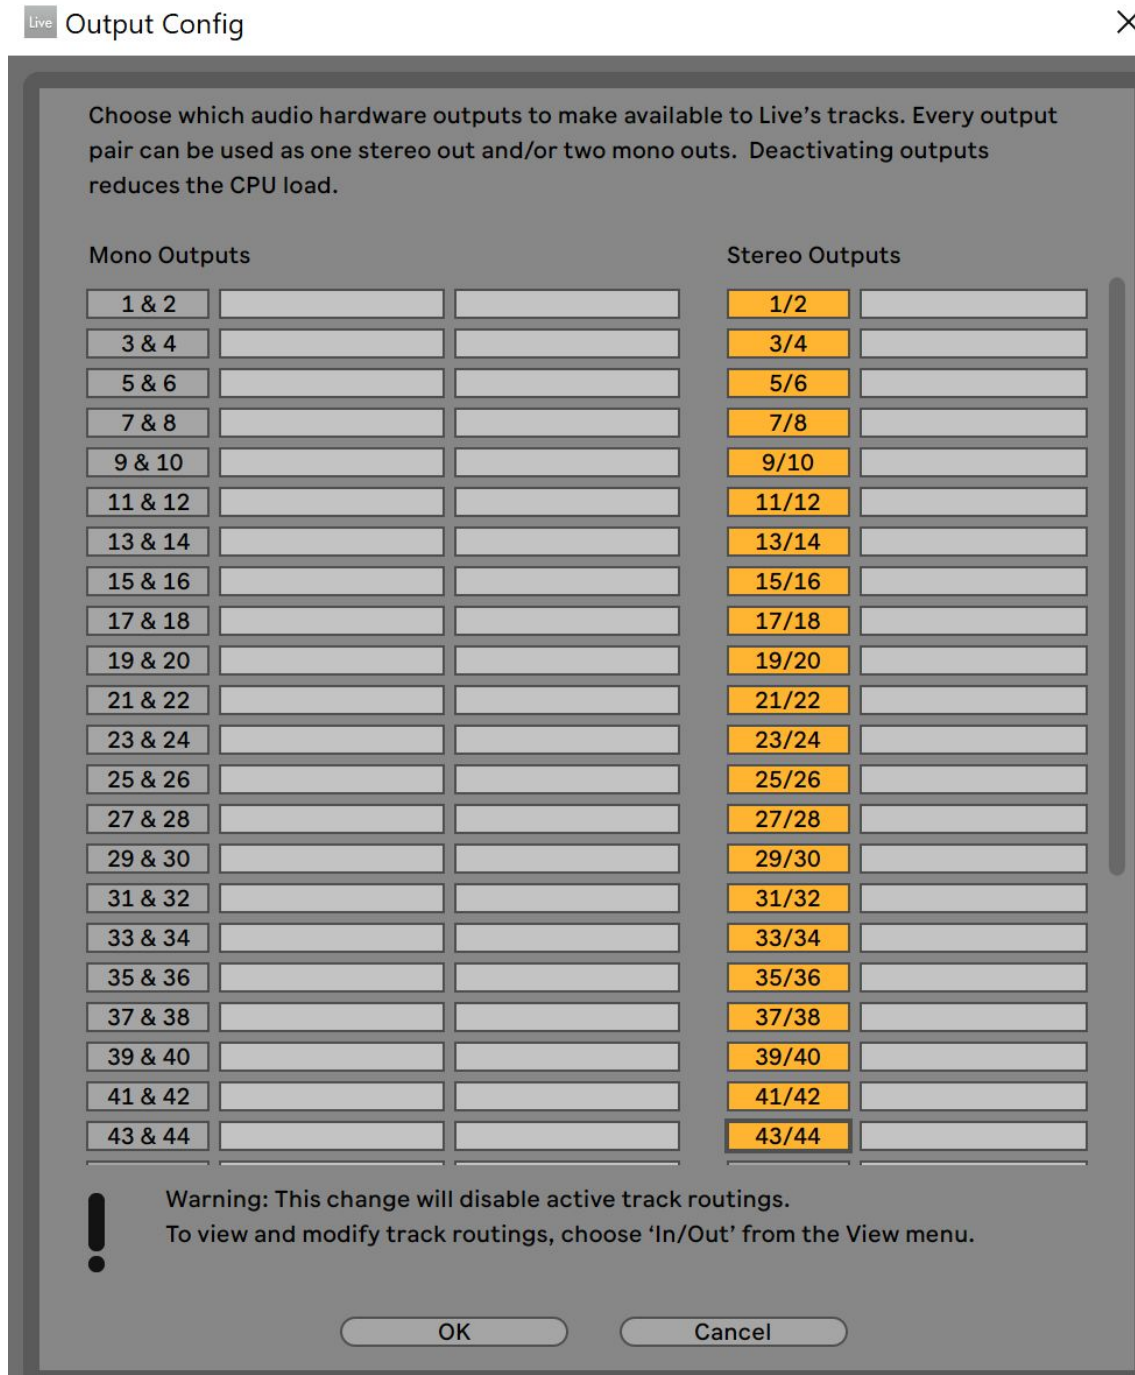 Live Output Config
Choose which audio hardware outputs to make available to Live's tracks. Every output
pair can be used as one stereo out and/or two mono outs.  Deactivating outputs
reduces the CPU load.
Mono Outputs Stereo Outputs
1 & 2 1/2
3 & 4 3/4
5 & 6 5/6
7 & 8 7/8
9 & 10 9/10
11 & 12 11/12
13 & 14 13/14
15 & 16 15/16
17 & 18 17/18
19 & 20 19/20
21 & 22 21/22
23 & 24 23/24
25 & 26 25/26
27 & 28 27/28
29 & 30 29/30
31 & 32 31/32
33 & 34 33/34
35 & 36 35/36
37 & 38 37/38
39 & 40 39/40
41 & 42 41/42
43 & 44 43/44
Warning: This change will disable active track routings.
To view and modify track routings, choose ‘In/Out’ from the View menu.
OK Cancel